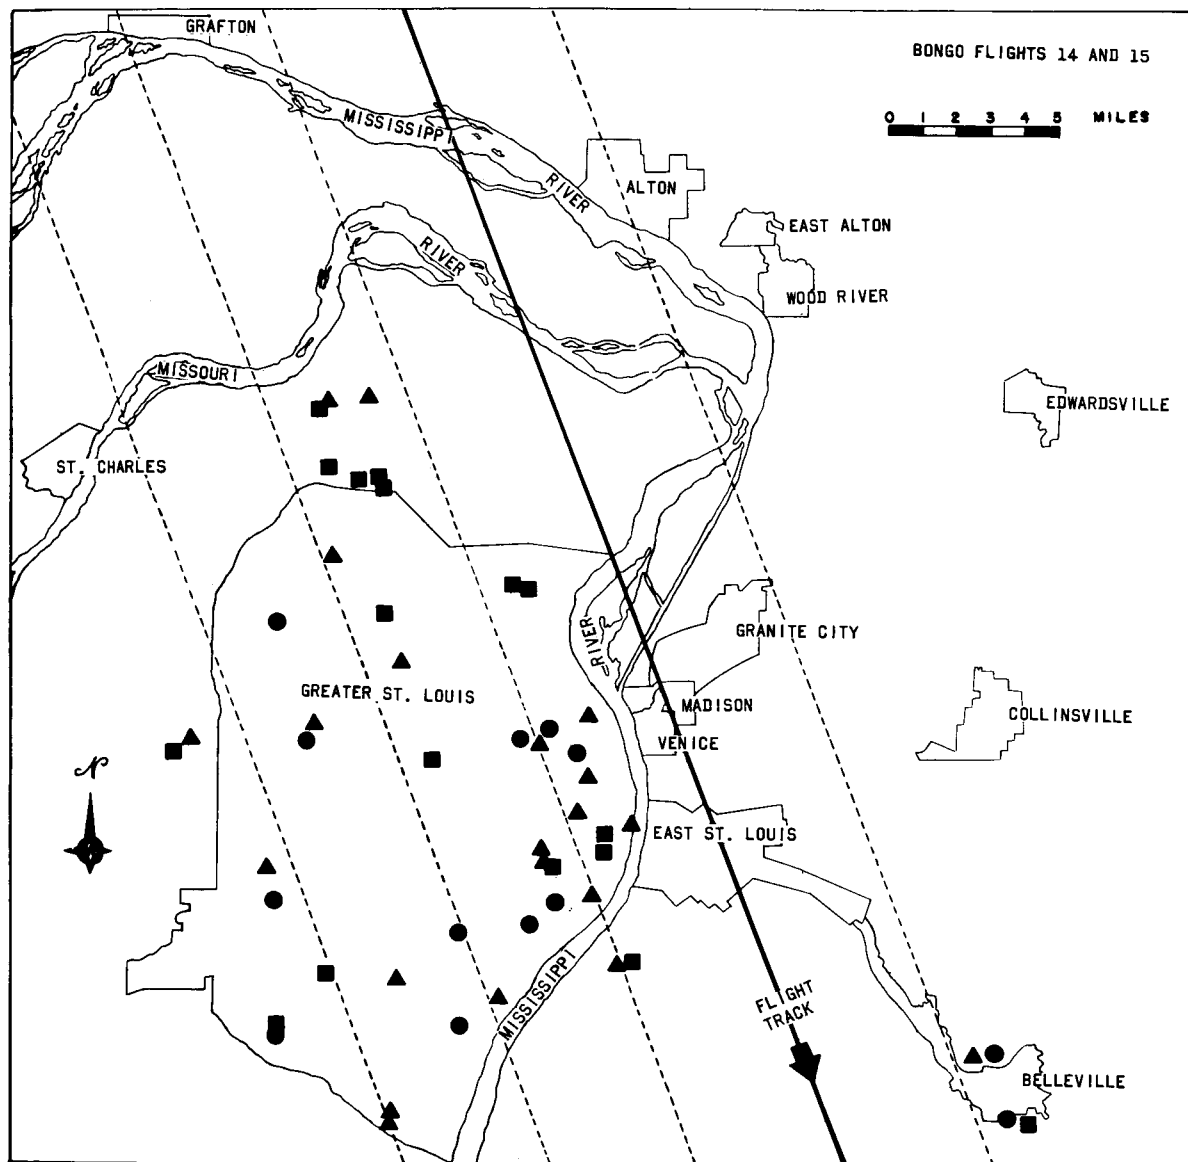 GRAFTON
BONGO FLIGHTS 14 AND 15
0 1 2 3 4 5 MILES
MISSISSIPPI
RIVER
ALTON
EAST ALTON
RIVER
WOOD RIVER
MISSOURI
EDWARDSVILLE
ST. CHARLES
RIVER
GRANITE CITY
GREATER ST. LOUIS
MADISON
COLLINSVILLE
VENICE
N
EAST ST. LOUIS
MISSISSIPPI
FLIGHT
TRACK
BELLEVILLE